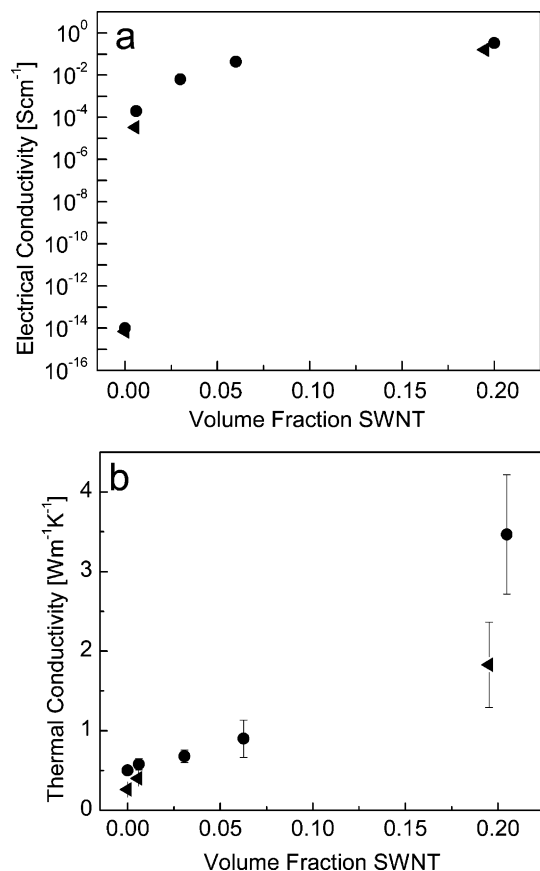 a
Electrical Conductivity [Scm⁻¹]
10⁰
10⁻²
10⁻⁴
10⁻⁶
10⁻⁸
10⁻¹⁰
10⁻¹²
10⁻¹⁴
10⁻¹⁶
0.00 0.05 0.10 0.15 0.20
Volume Fraction SWNT
b
Thermal Conductivity [Wm⁻¹K⁻¹]
4
3
2
1
0
0.00 0.05 0.10 0.15 0.20
Volume Fraction SWNT